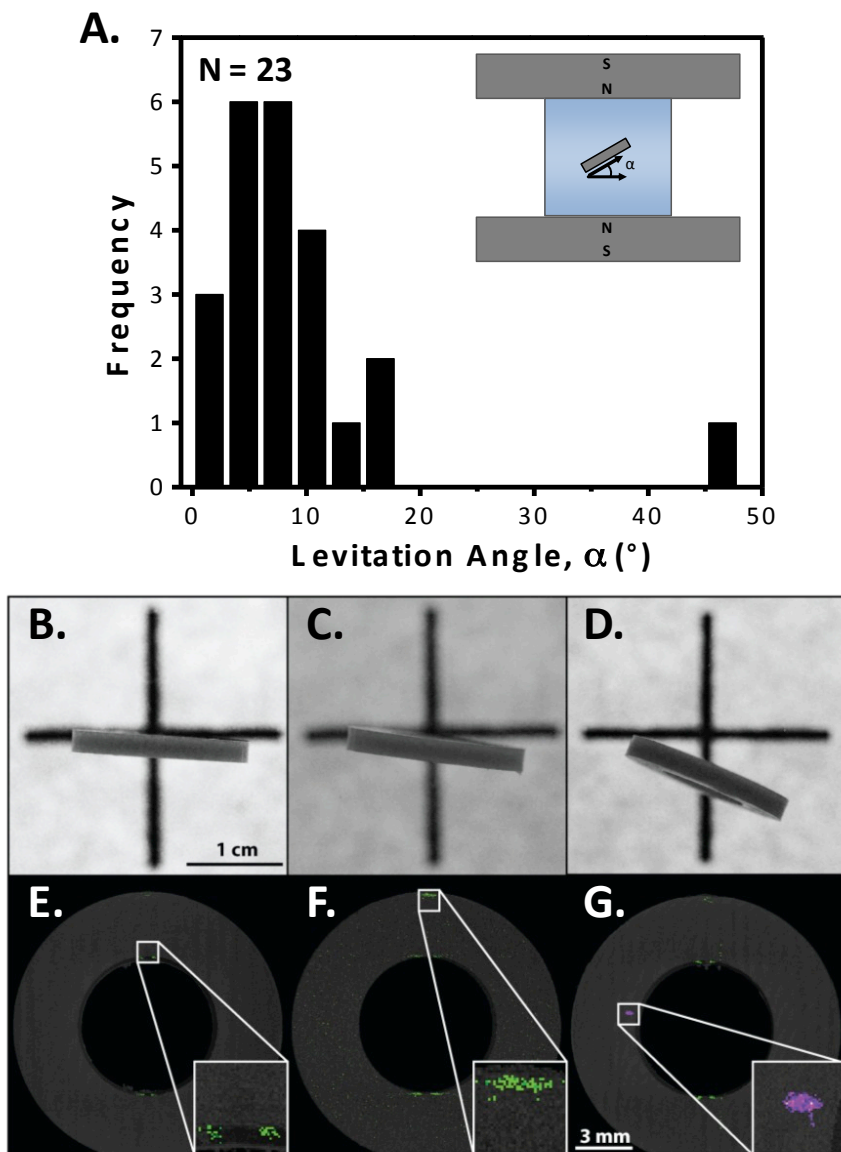 A.
7
N = 23
6
5
4
3
2
1
0
Frequency
S
N
α
N
S
0 10 20 30 40 50
Levitation Angle, α (°)
B. C. D.
1 cm
E. F. G.
3 mm